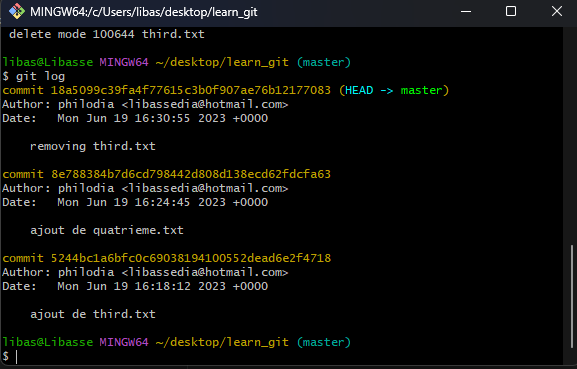 MINGW64:/c/Users/libas/desktop/learn_git
delete mode 100644 third.txt
libas@Libasse MINGW64 ~/desktop/learn_git (master)
$ git log
commit 18a5099c39fa4f77615c3b0f907ae76b12177083 (HEAD -> master)
Author: philodia <libassedia@hotmail.com>
Date:   Mon Jun 19 16:30:55 2023 +0000
removing third.txt
commit 8e788384b7d6cd798442d808d138ecd62fdcfa63
Author: philodia <libassedia@hotmail.com>
Date:   Mon Jun 19 16:24:45 2023 +0000
ajout de quatrieme.txt
commit 5244bc1a6bfc0c69038194100552dead6e2f4718
Author: philodia <libassedia@hotmail.com>
Date:   Mon Jun 19 16:18:12 2023 +0000
ajout de third.txt
libas@Libasse MINGW64 ~/desktop/learn_git (master)
$